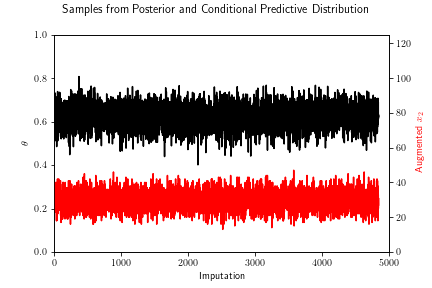 Samples from Posterior and Conditional Predictive Distribution
1.0
0.8
0.6
0.4
0.2
0.0
θ
120
100
80
60
40
20
0
Augmented x₂
0 1000 2000 3000 4000 5000
Imputation